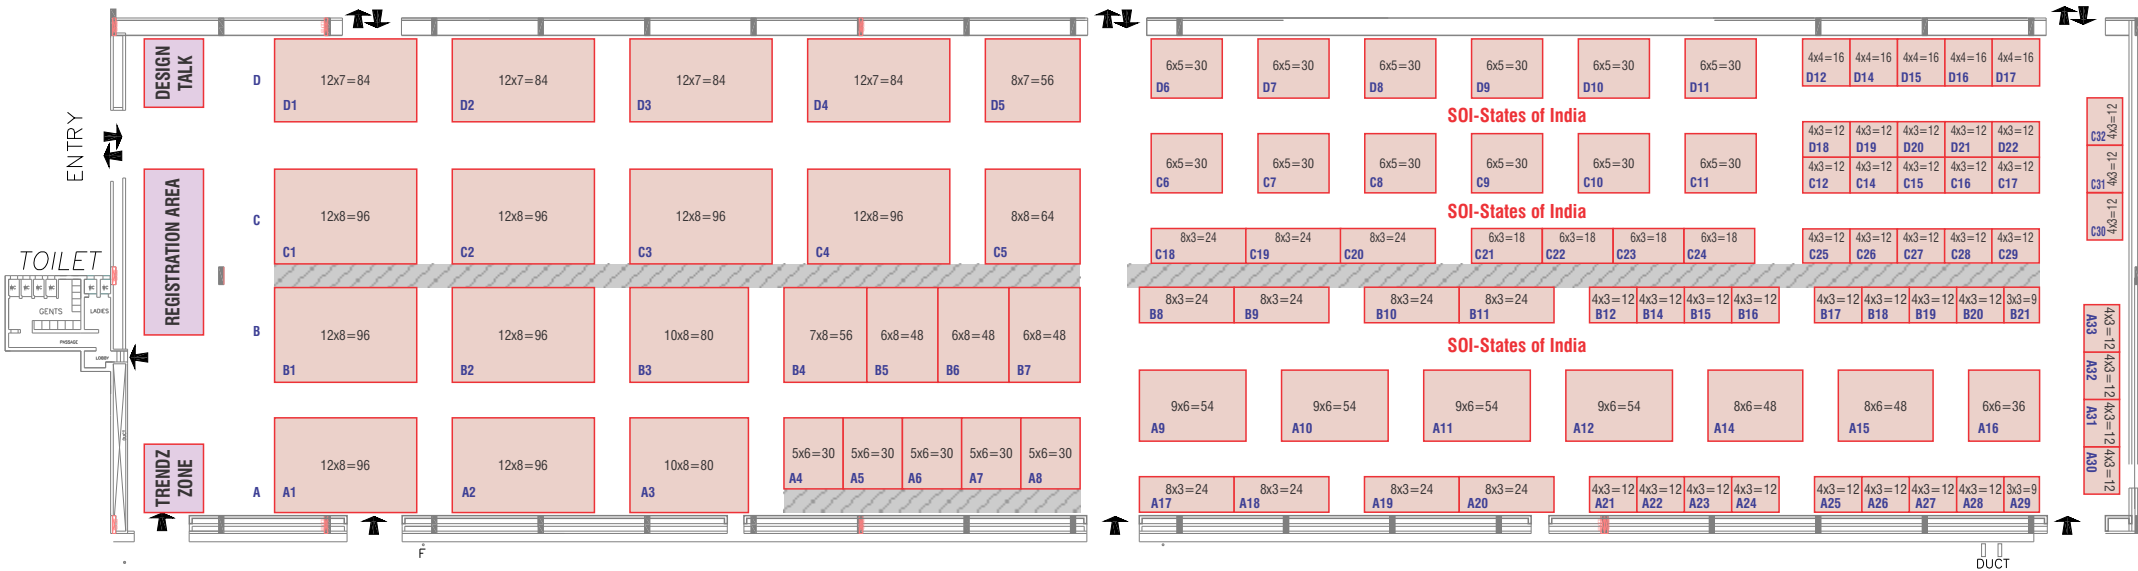 DESIGN
TALK
D
12x7=84
D1
12x7=84
D2
12x7=84
D3
12x7=84
D4
8x7=56
D5
6x5=30
D6
6x5=30
D7
6x5=30
D8
6x5=30
D9
6x5=30
D10
6x5=30
D11
4x4=16
D12
4x4=16
D14
4x4=16
D15
4x4=16
D16
4x4=16
D17
SOI-States of India
ENTRY
4x3=12
D18
4x3=12
D19
4x3=12
D20
4x3=12
D21
4x3=12
D22
C32
4x3=12
C31
4x3=12
C30
4x3=12
REGISTRATION AREA
C
12x8=96
C1
12x8=96
C2
12x8=96
C3
12x8=96
C4
8x8=64
C5
6x5=30
C6
6x5=30
C7
6x5=30
C8
6x5=30
C9
6x5=30
C10
6x5=30
C11
4x3=12
C12
4x3=12
C14
4x3=12
C15
4x3=12
C16
4x3=12
C17
SOI-States of India
8x3=24
C18
8x3=24
C19
8x3=24
C20
6x3=18
C21
6x3=18
C22
6x3=18
C23
6x3=18
C24
4x3=12
C25
4x3=12
C26
4x3=12
C27
4x3=12
C28
4x3=12
C29
TOILET
GENTS
LADIES
PASSAGE
LOBBY
DUCT
B
12x8=96
B1
12x8=96
B2
10x8=80
B3
7x8=56
B4
6x8=48
B5
6x8=48
B6
6x8=48
B7
8x3=24
B8
8x3=24
B9
8x3=24
B10
8x3=24
B11
4x3=12
B12
4x3=12
B14
4x3=12
B15
4x3=12
B16
4x3=12
B17
4x3=12
B18
4x3=12
B19
4x3=12
B20
3x3=9
B21
SOI-States of India
A33
4x3=12
A32
4x3=12
A31
4x3=12
A30
4x3=12
9x6=54
A9
9x6=54
A10
9x6=54
A11
9x6=54
A12
8x6=48
A14
8x6=48
A15
6x6=36
A16
TRENDZ
ZONE
A
12x8=96
A1
12x8=96
A2
10x8=80
A3
5x6=30
A4
5x6=30
A5
5x6=30
A6
5x6=30
A7
5x6=30
A8
8x3=24
A17
8x3=24
A18
8x3=24
A19
8x3=24
A20
4x3=12
A21
4x3=12
A22
4x3=12
A23
4x3=12
A24
4x3=12
A25
4x3=12
A26
4x3=12
A27
4x3=12
A28
3x3=9
A29
F
DUCT